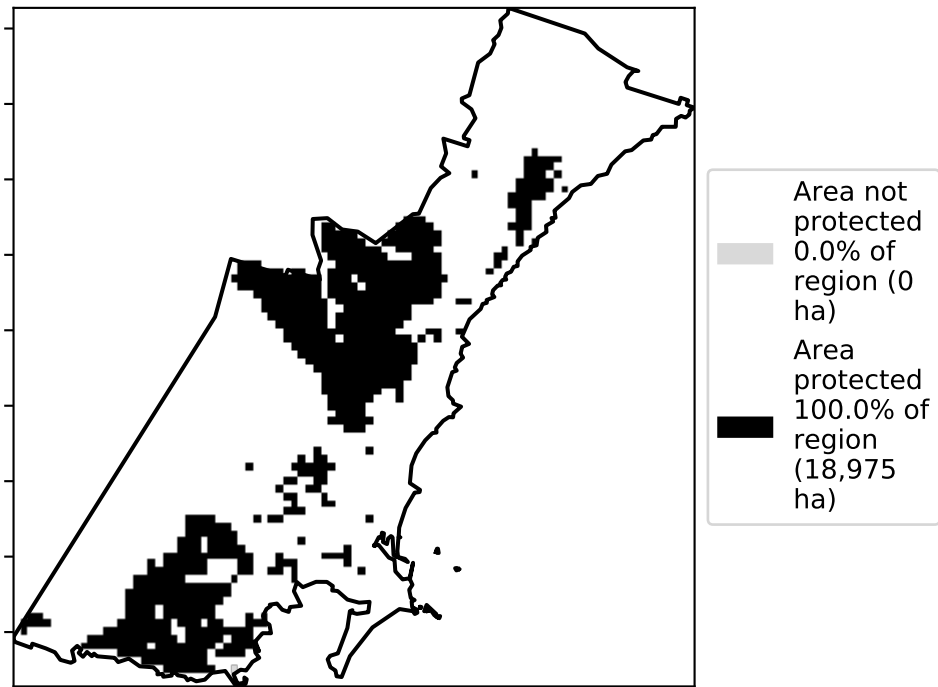 Area not
protected
0.0% of
region (0
ha)
Area
protected
100.0% of
region
(18,975
ha)